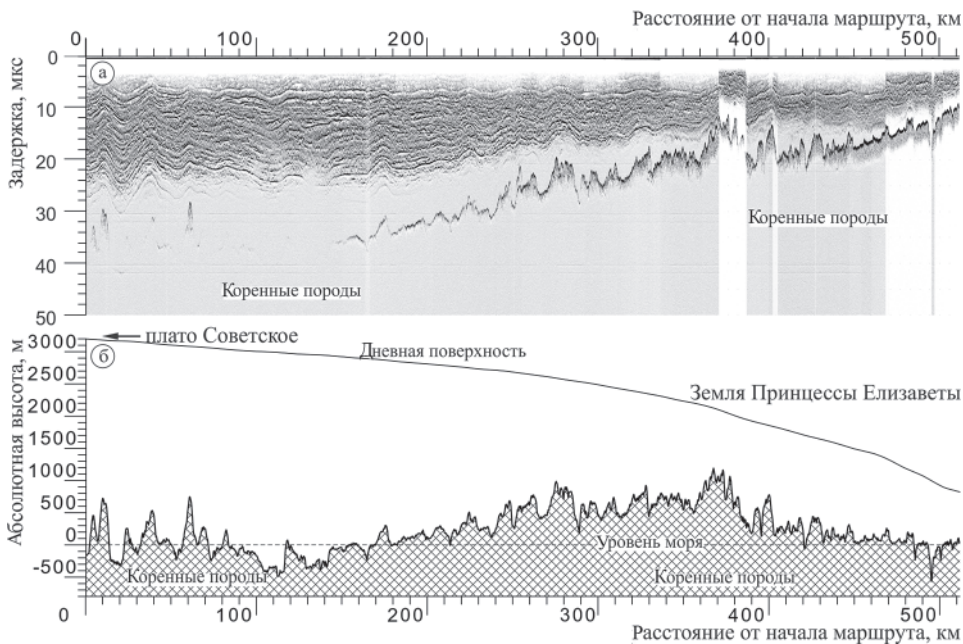 Расстояние от начала маршрута, км
0 100 200 300 400 500
Задержка, мкс
0
10
20
30
40
50
а
Коренные породы
Коренные породы
плато Советское
Дневная поверхность
Земля Принцессы Елизаветы
Абсолютная высота, м
3000
2500
2000
1500
1000
500
0
-500
б
Уровень моря
Коренные породы
Коренные породы
0 0 100 200 300 400 500
Расстояние от начала маршрута, км